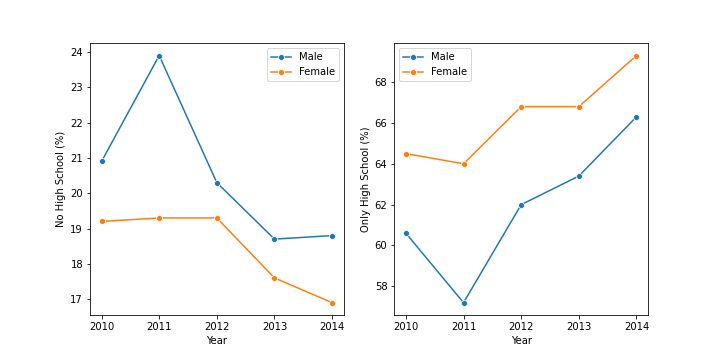 24
23
22
21
20
19
18
17
No High School (%)
2010 2011 2012 2013 2014
Year
Male
Female
68
66
64
62
60
58
Only High School (%)
2010 2011 2012 2013 2014
Year
Male
Female